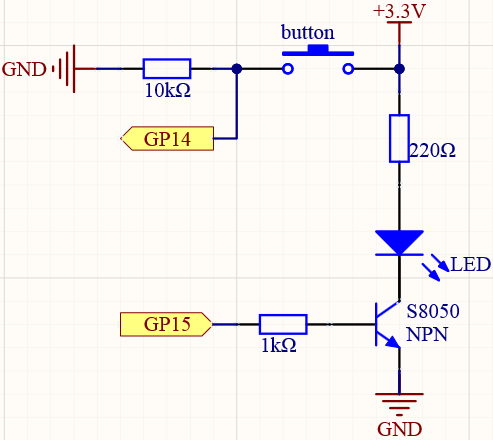 +3.3V
button
GND
10kΩ
GP14
220Ω
LED
S8050
GP15
NPN
1kΩ
GND